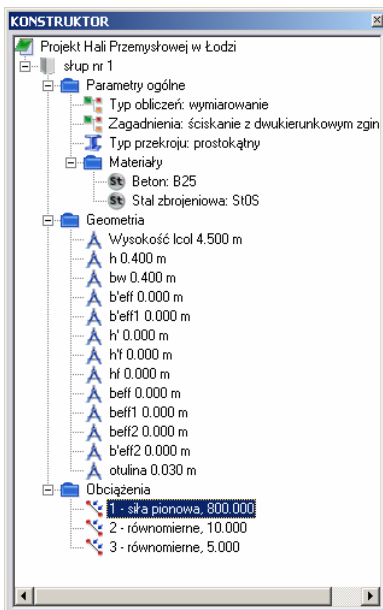 KONSTRUKTOR
Projekt Hali Przemysłowej w Łodzi
słup nr 1
Parametry ogólne
Typ obliczeń: wymiarowanie
Zagadnienia: ściskanie z dwukierunkowym zgin
Typ przekroju: prostokątny
Materiały
St Beton: B25
St Stal zbrojeniowa: St0S
Geometria
Wysokość lcol 4.500 m
h 0.400 m
bw 0.400 m
b'eff 0.000 m
b'eff1 0.000 m
h' 0.000 m
h'f 0.000 m
hf 0.000 m
beff 0.000 m
beff1 0.000 m
beff2 0.000 m
b'eff2 0.000 m
otulina 0.030 m
Obciążenia
1 - siła pionowa, 800.000
2 - równomierne, 10.000
3 - równomierne, 5.000